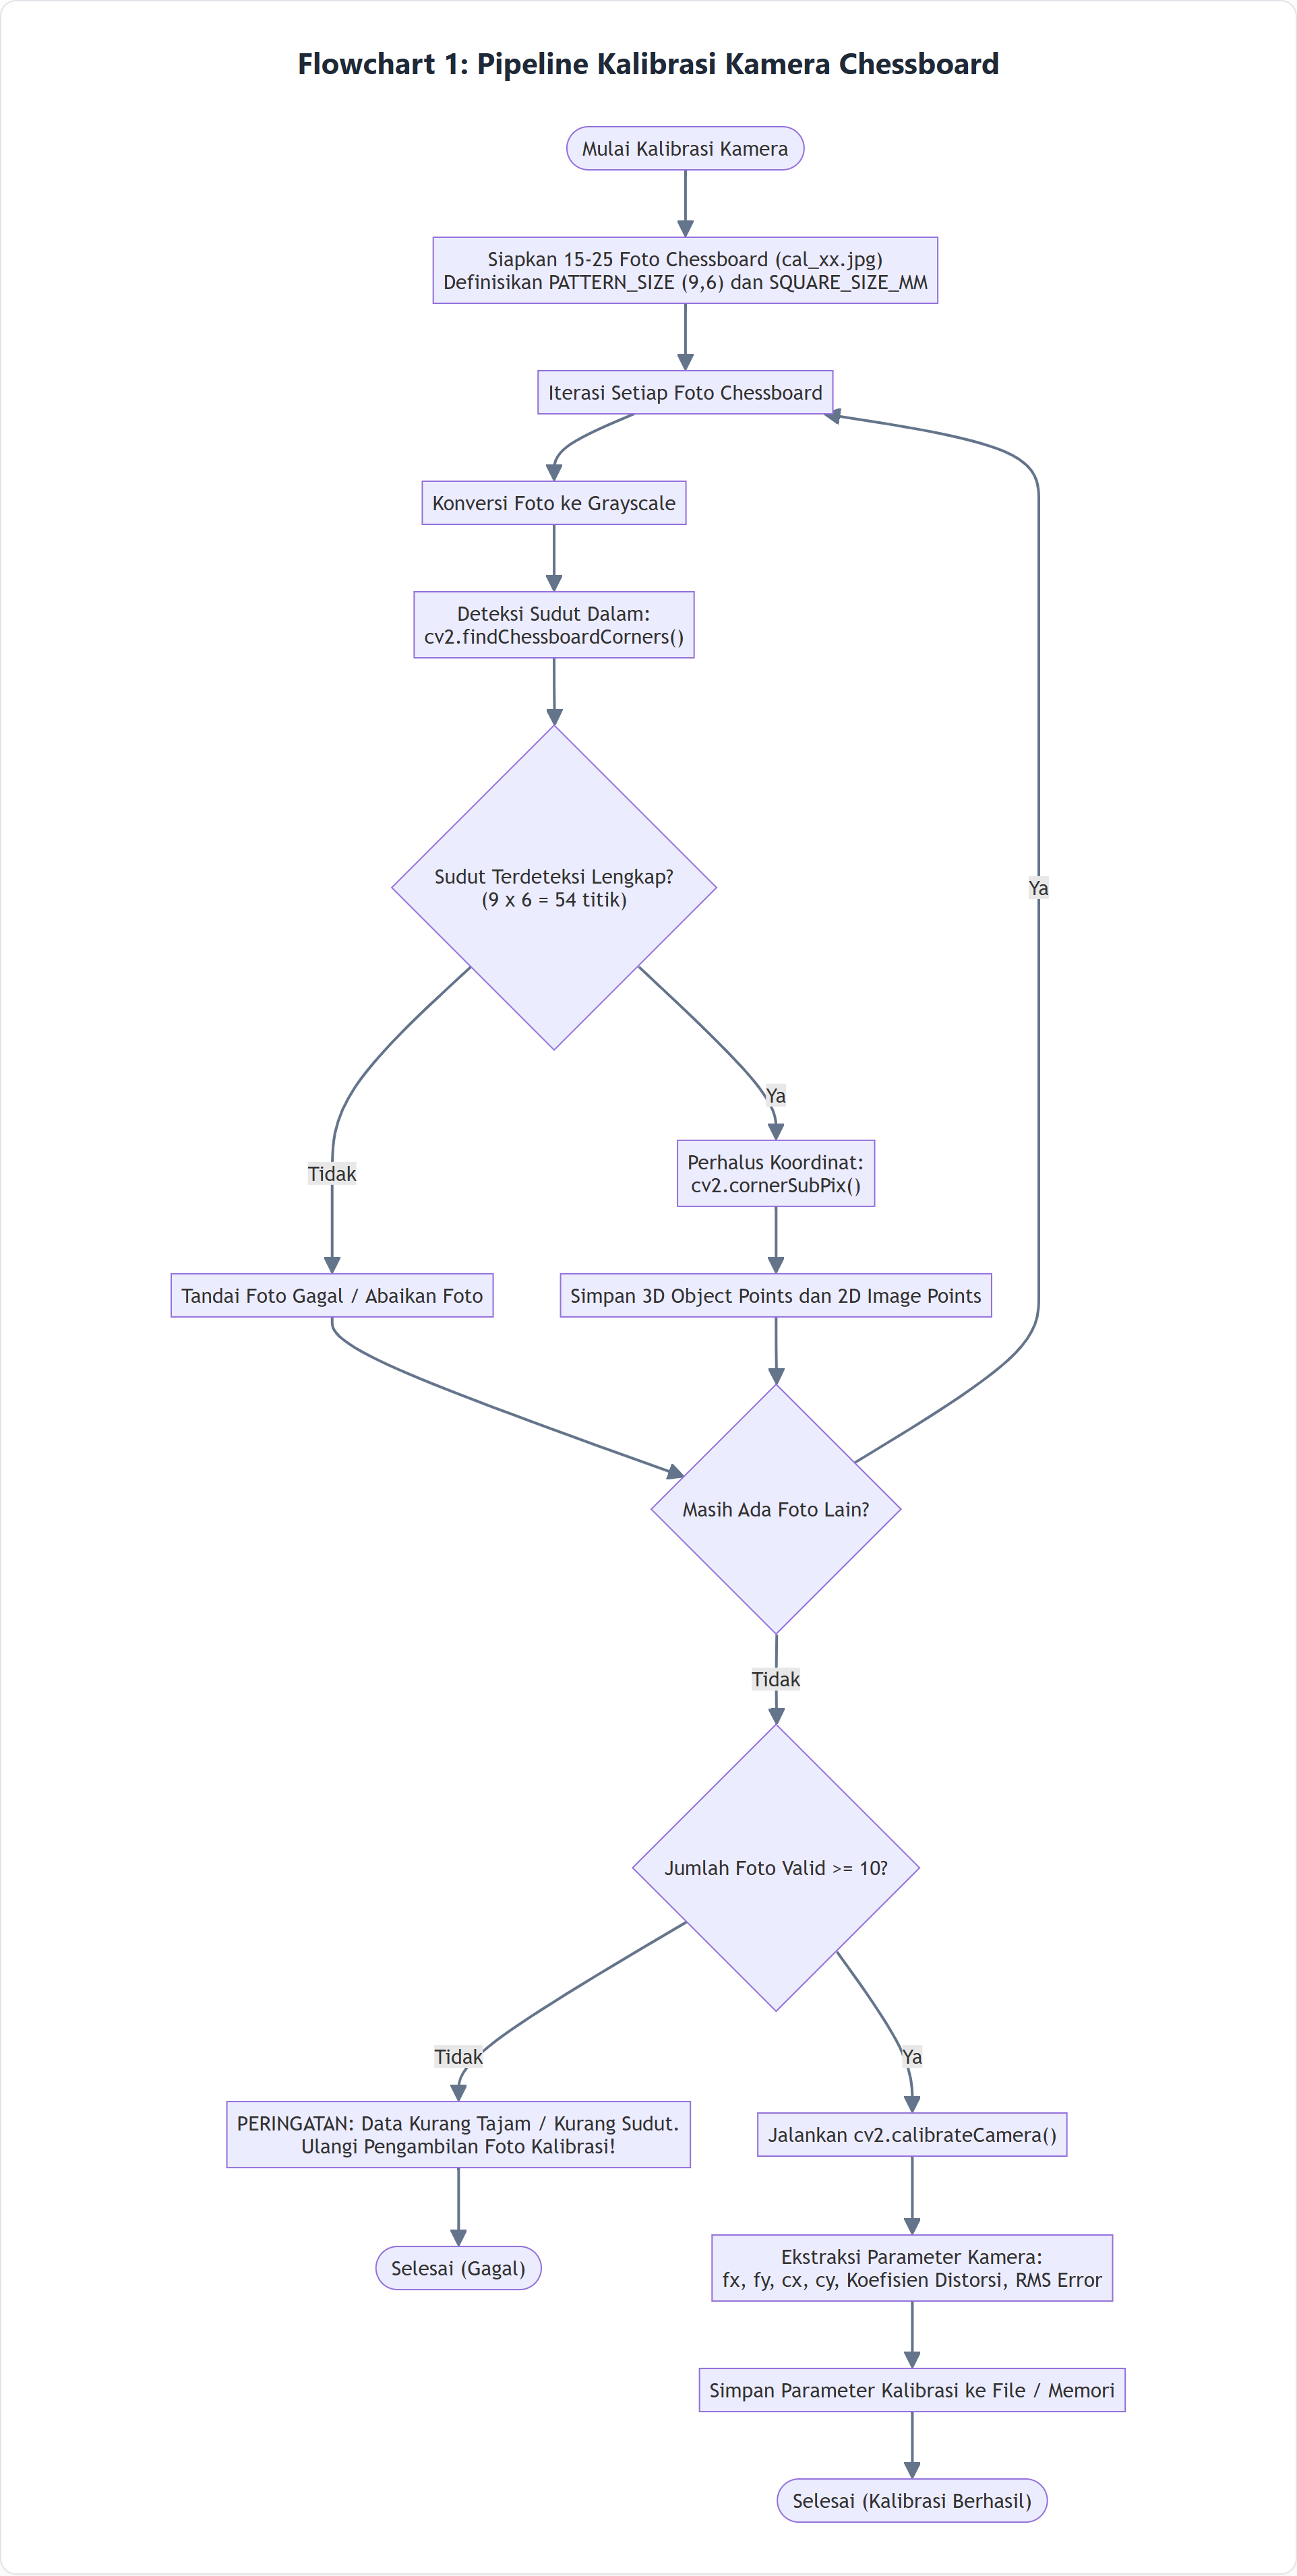 Flowchart 1: Pipeline Kalibrasi Kamera Chessboard
Mulai Kalibrasi Kamera
Siapkan 15-25 Foto Chessboard (cal_xx.jpg)
Definisikan PATTERN_SIZE (9,6) dan SQUARE_SIZE_MM
Iterasi Setiap Foto Chessboard
Konversi Foto ke Grayscale
Deteksi Sudut Dalam:
cv2.findChessboardCorners()
Sudut Terdeteksi Lengkap?
(9 x 6 = 54 titik)
Ya
Ya
Tidak
Perhalus Koordinat:
cv2.cornerSubPix()
Tandai Foto Gagal / Abaikan Foto
Simpan 3D Object Points dan 2D Image Points
Masih Ada Foto Lain?
Tidak
Jumlah Foto Valid >= 10?
Tidak
Ya
PERINGATAN: Data Kurang Tajam / Kurang Sudut.
Ulangi Pengambilan Foto Kalibrasi!
Jalankan cv2.calibrateCamera()
Selesai (Gagal)
Ekstraksi Parameter Kamera:
fx, fy, cx, cy, Koefisien Distorsi, RMS Error
Simpan Parameter Kalibrasi ke File / Memori
Selesai (Kalibrasi Berhasil)